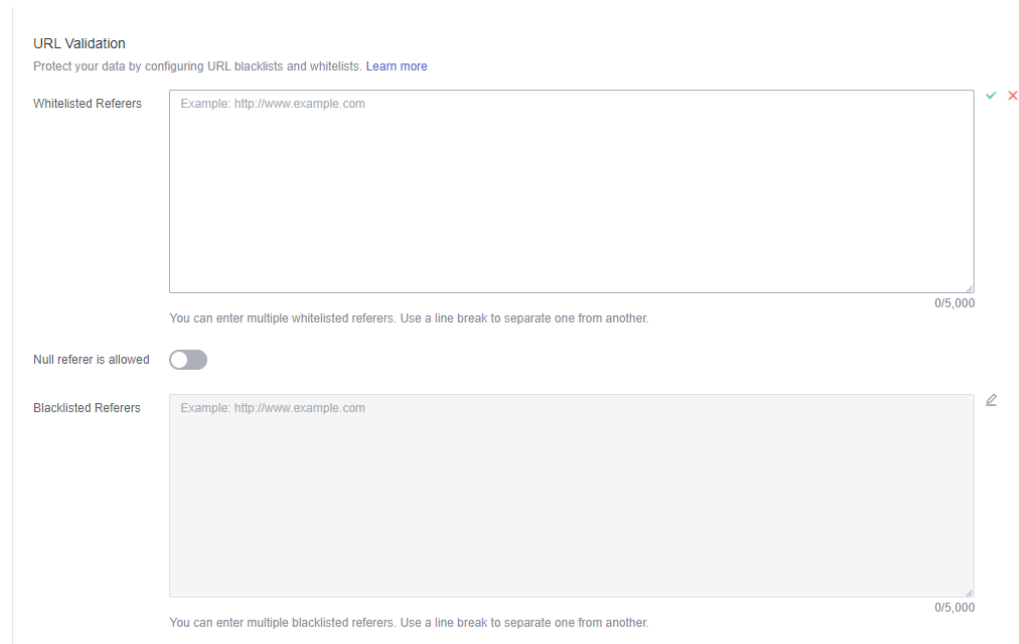 URL Validation
Protect your data by configuring URL blacklists and whitelists. Learn more
Whitelisted Referers
Example: http://www.example.com
0/5,000
You can enter multiple whitelisted referers. Use a line break to separate one from another.
Null referer is allowed
Blacklisted Referers
Example: http://www.example.com
0/5,000
You can enter multiple blacklisted referers. Use a line break to separate one from another.